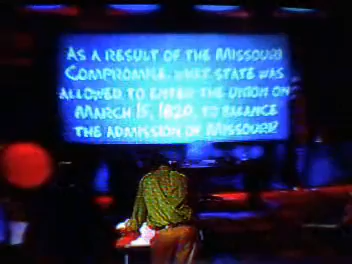 AS A RESULT OF THE MISSOURI
COMPROMISE, WHAT STATE WAS
ALLOWED TO ENTER THE UNION ON
MARCH 15, 1820, TO BALANCE
THE ADMISSION OF MISSOURI?